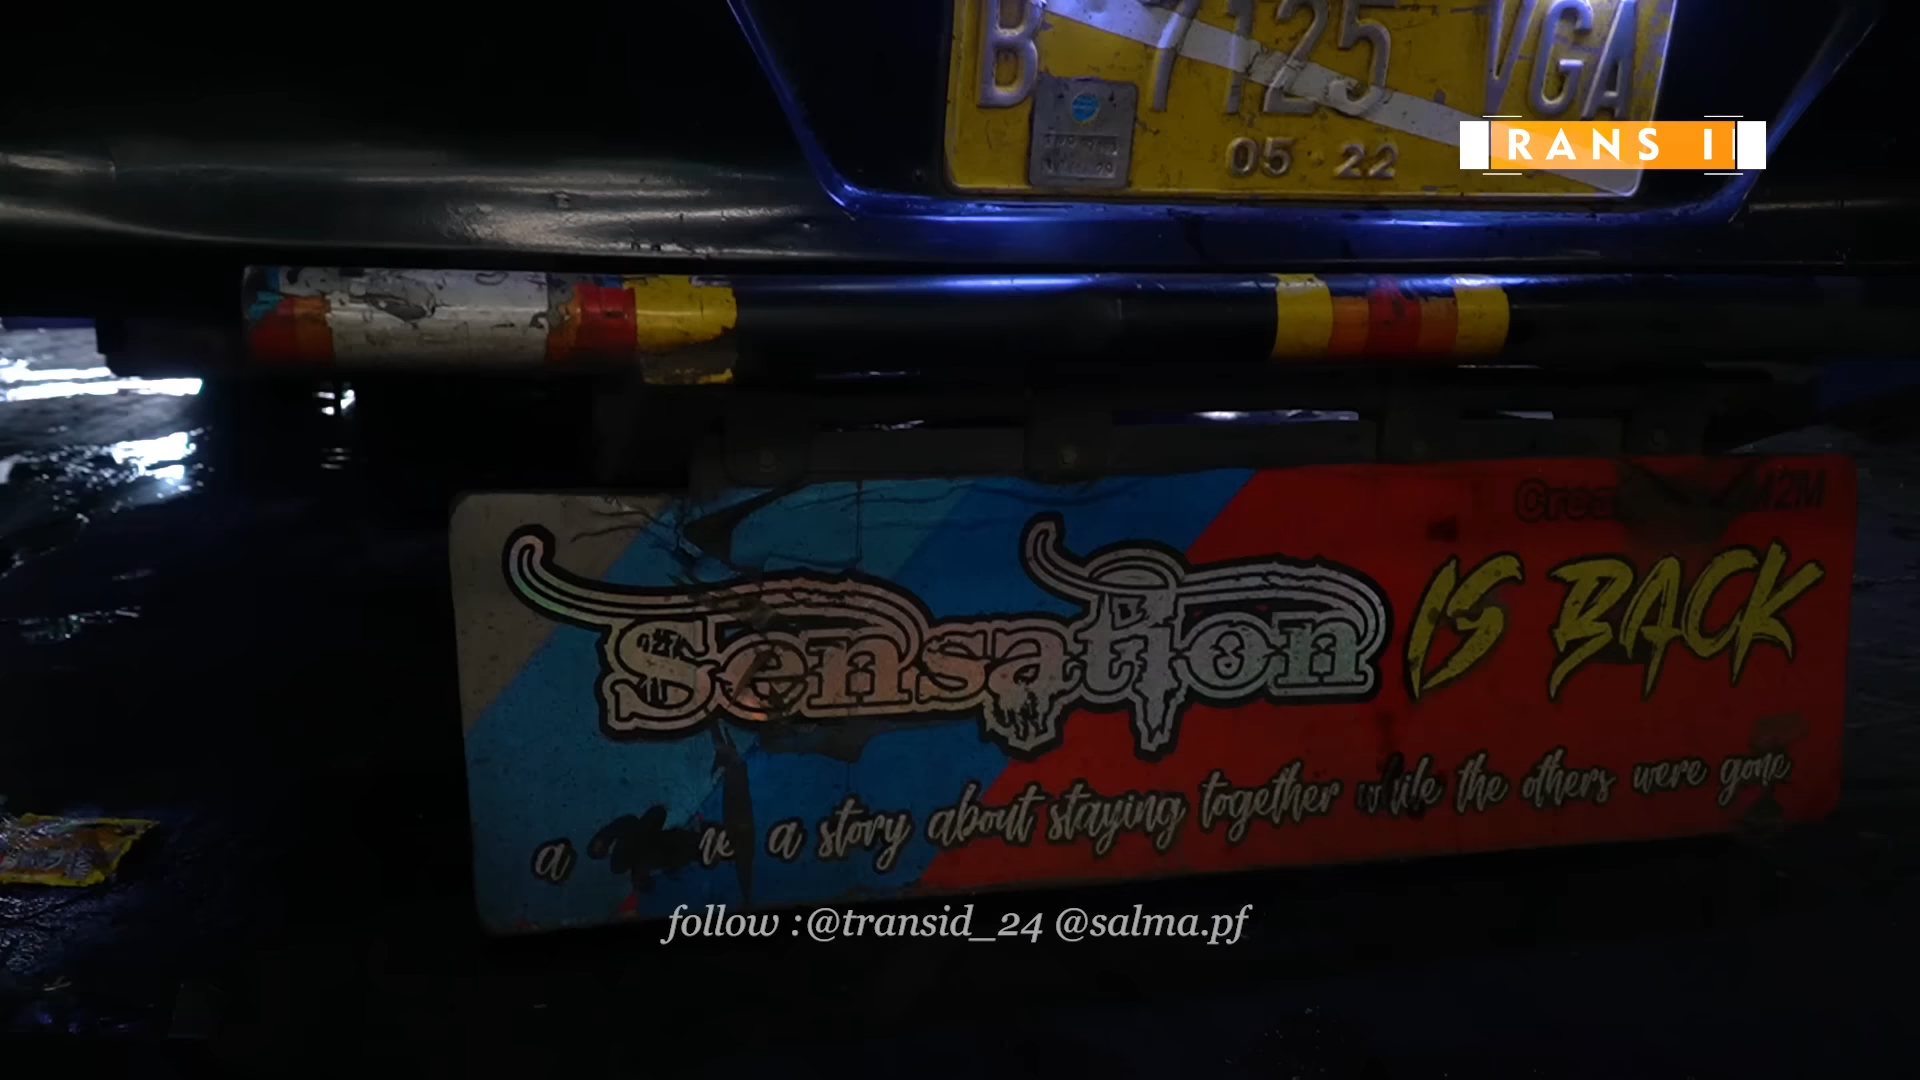 B 7125 VGA
05 · 22
RANS I
M2M
Sensation IS BACK
a
a story about staying together while the others were gone
follow : @transid_24 @salma.pf